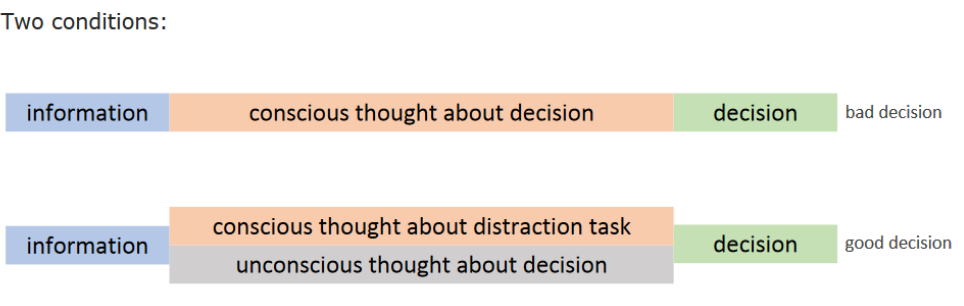 Two conditions:
information conscious thought about decision decision bad decision
conscious thought about distraction task
information decision good decision
unconscious thought about decision